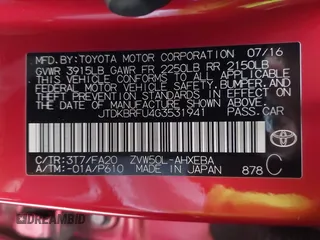 MFD. BY:TOYOTA MOTOR CORPORATION 07/16
GVWR 3915LB GAWR FR 2250LB RR 2150LB
THIS VEHICLE CONFORMS TO ALL APPLICABLE
FEDERAL MOTOR VEHICLE SAFETY, BUMPER, AND
THEFT PREVENTION STANDARDS IN EFFECT ON
THE DATE OF MANUFACTURE SHOWN ABOVE.
JTDKBRFU4G3531941 PASS.CAR
TOYOTA
C/TR:3T7/FA20 ZVW50L-AHXEBA
A/TM:-01A/P610 MADE IN JAPAN 878 C
DREAMBID